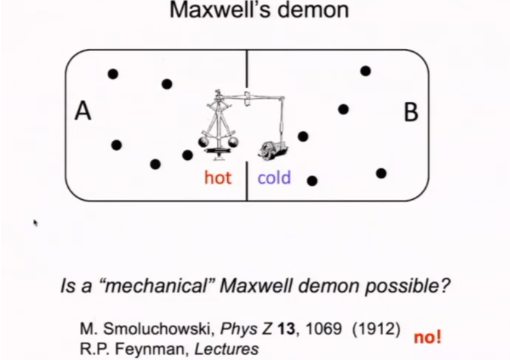 Maxwell's demon
A
B
hot cold
Is a "mechanical" Maxwell demon possible?
M. Smoluchowski, Phys Z 13, 1069 (1912)
R.P. Feynman, Lectures
no!